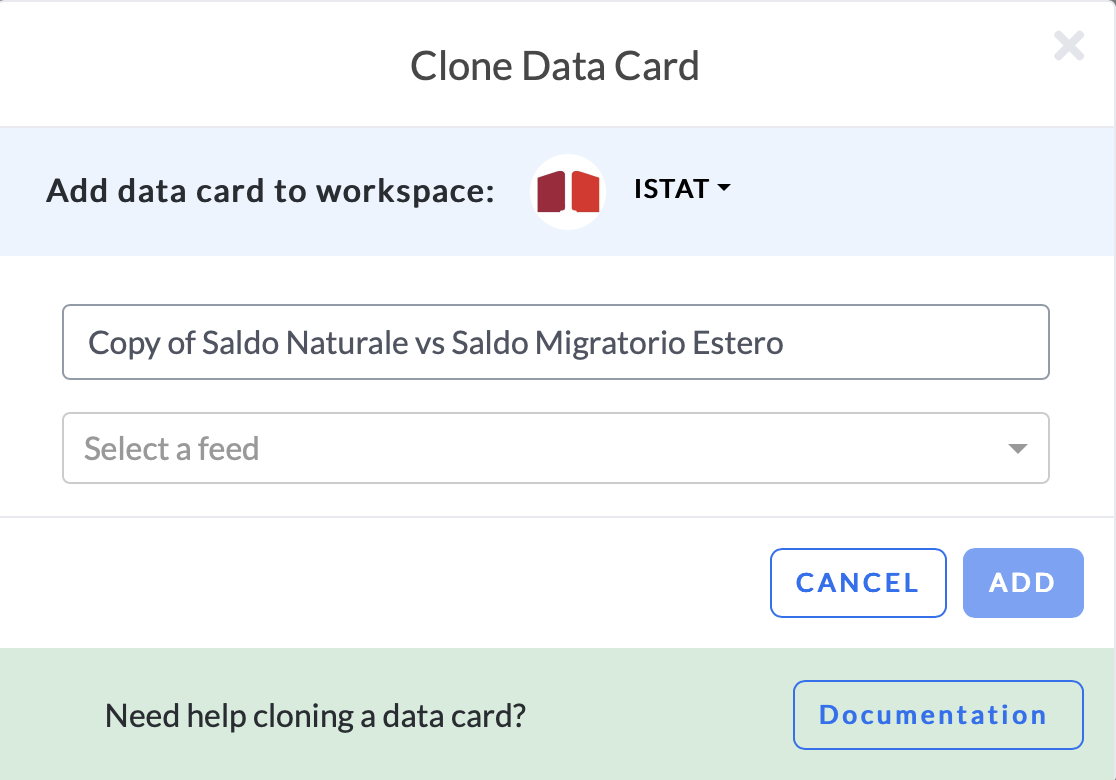 Clone Data Card
Add data card to workspace:
ISTAT
Copy of Saldo Naturale vs Saldo Migratorio Estero
Select a feed
CANCEL
ADD
Need help cloning a data card?
Documentation